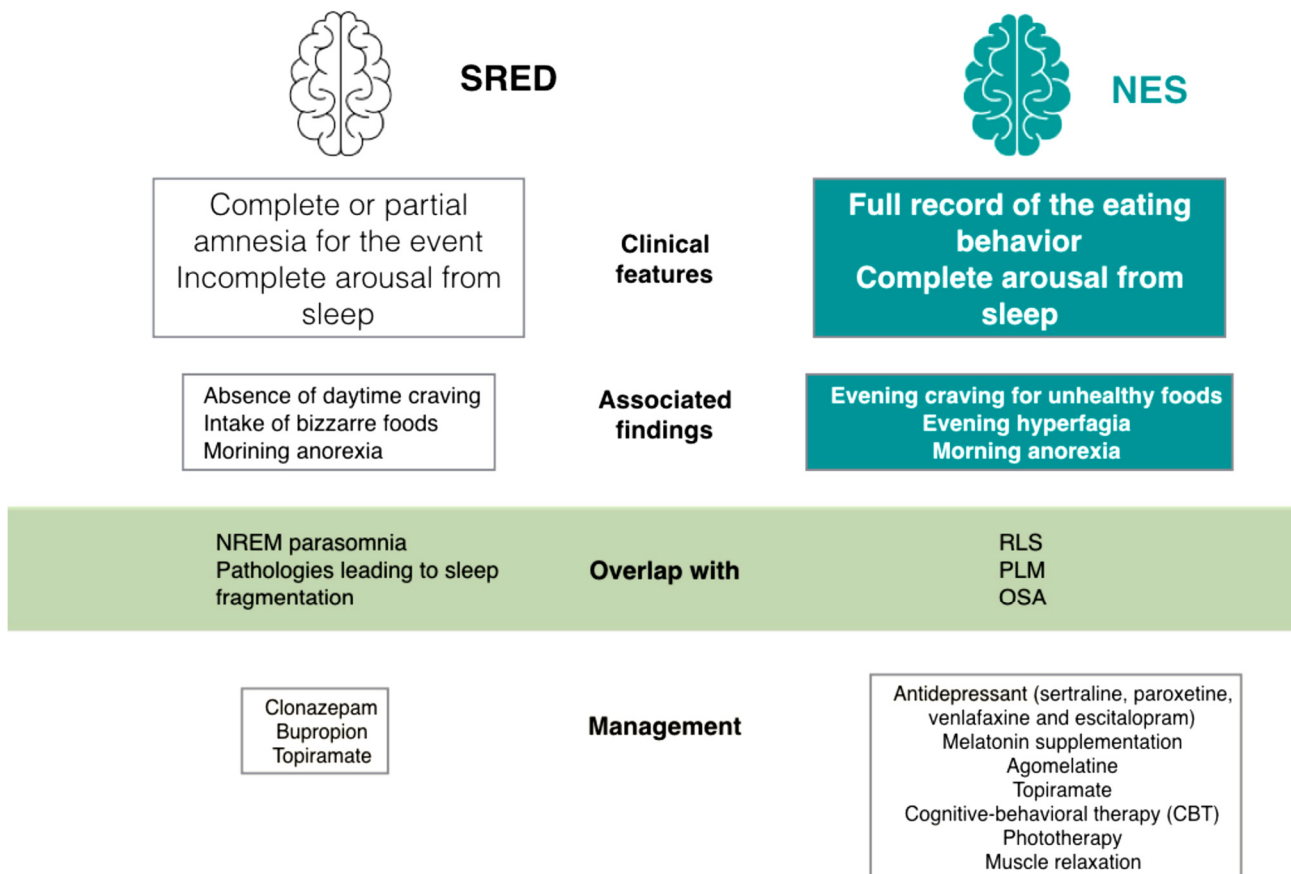 SRED
NES
Complete or partial
amnesia for the event
Incomplete arousal from
sleep
Clinical
features
Full record of the eating
behavior
Complete arousal from
sleep
Absence of daytime craving
Intake of bizarre foods
Morining anorexia
Associated
findings
Evening craving for unhealthy foods
Evening hyperfagia
Morning anorexia
NREM parasomnia
Pathologies leading to sleep
fragmentation
Overlap with
RLS
PLM
OSA
Clonazepam
Bupropion
Topiramate
Management
Antidepressant (sertraline, paroxetine,
venlafaxine and escitalopram)
Melatonin supplementation
Agomelatine
Topiramate
Cognitive-behavioral therapy (CBT)
Phototherapy
Muscle relaxation